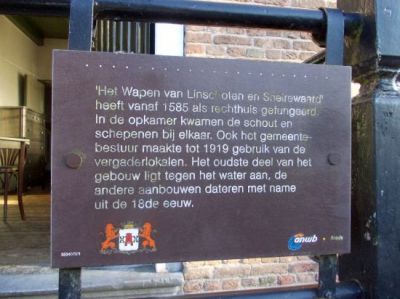 'Het Wapen van Linschoten en Snelrewaard'
heeft vanaf 1585 als rechthuis gefungeerd.
In de opkamer kwamen de schout en
schepenen bij elkaar. Ook het gemeente-
bestuur maakte tot 1919 gebruik van de
vergaderlokalen. Het oudste deel van het
gebouw ligt tegen het water aan, de
andere aanbouwen dateren met name
uit de 18de eeuw.
anwb